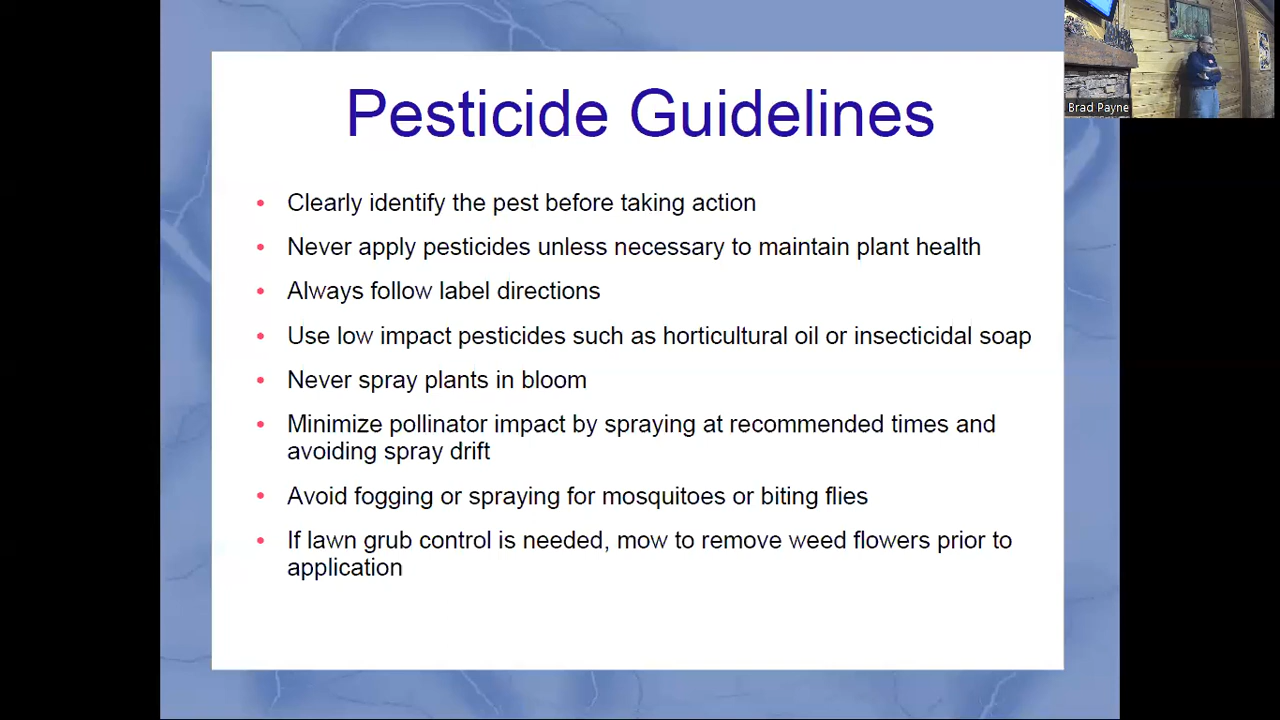 Pesticide Guidelines
Clearly identify the pest before taking action
Never apply pesticides unless necessary to maintain plant health
Always follow label directions
Use low impact pesticides such as horticultural oil or insecticidal soap
Never spray plants in bloom
Minimize pollinator impact by spraying at recommended times and
avoiding spray drift
Avoid fogging or spraying for mosquitoes or biting flies
If lawn grub control is needed, mow to remove weed flowers prior to
application
Brad Payne